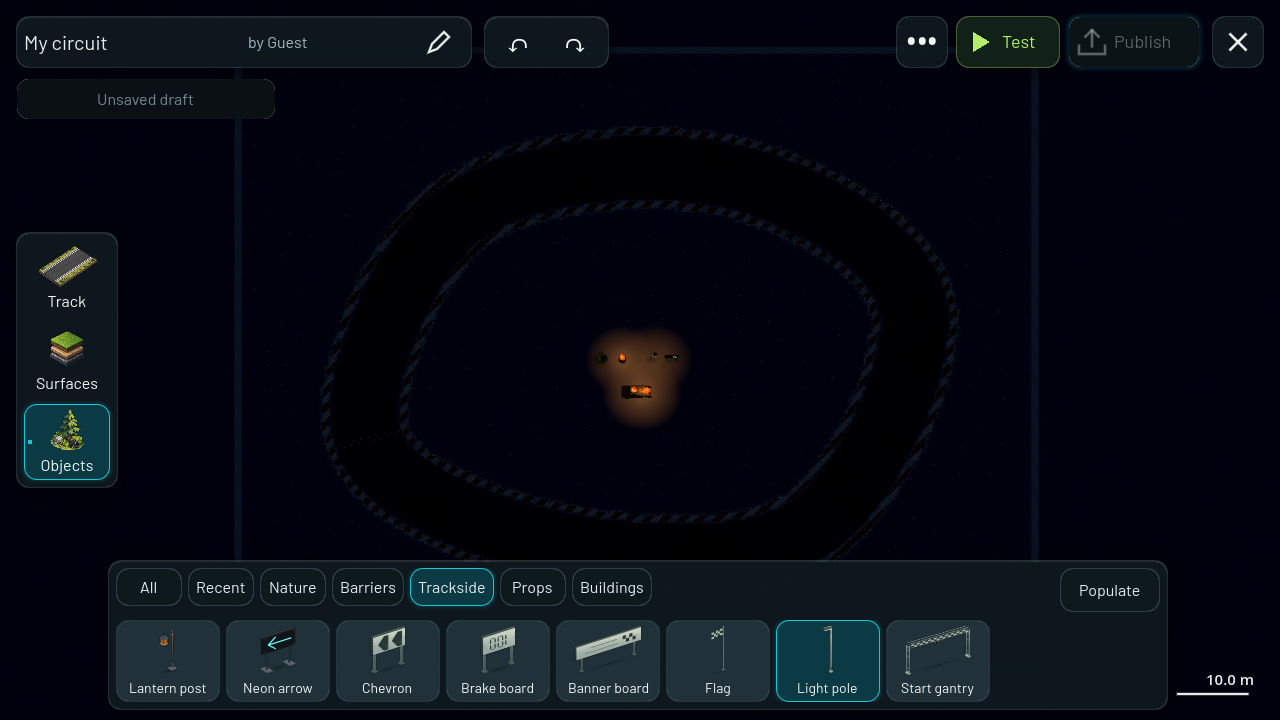 My circuit
by Guest
Test
Publish
Unsaved draft
Track
Surfaces
Objects
All
Recent
Nature
Barriers
Trackside
Props
Buildings
Populate
Lantern post
Neon arrow
Chevron
Brake board
Banner board
Flag
Light pole
Start gantry
10.0 m